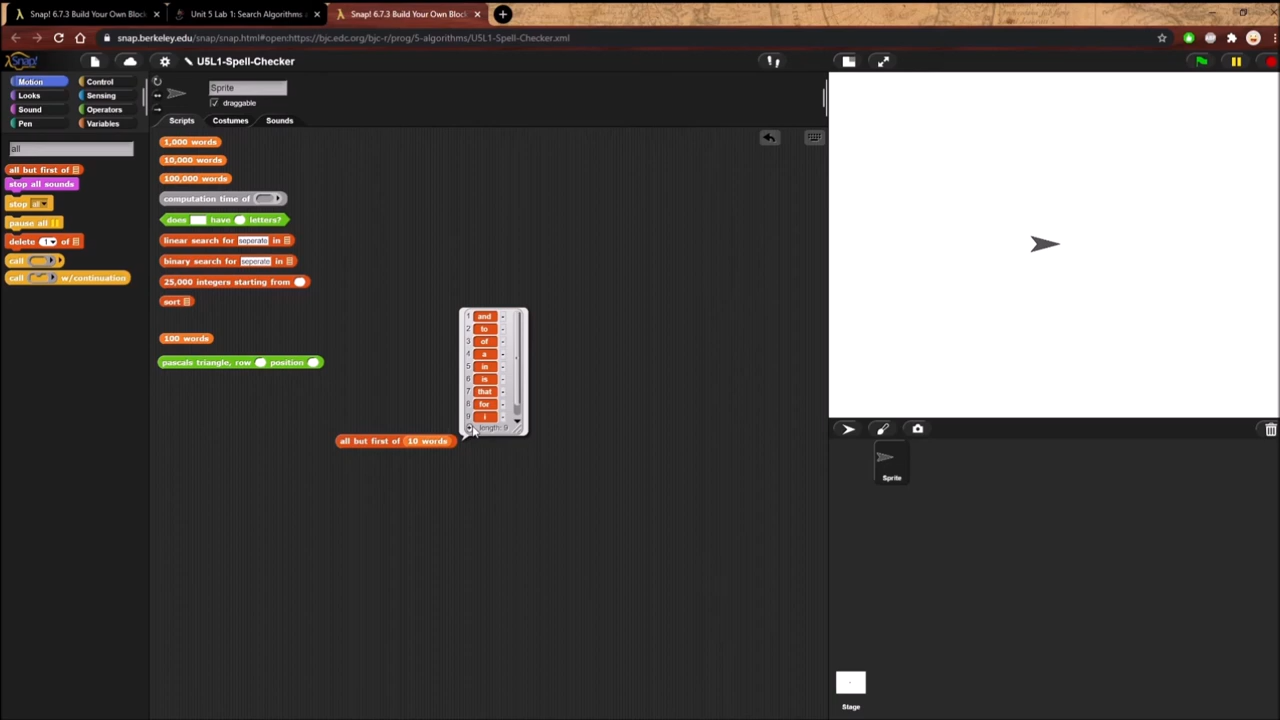 Snap! 6.7.3 Build Your Own Bloc
Unit 5 Lab 1: Search Algorithms a
Snap! 6.7.3 Build Your Own Bloc
snap.berkeley.edu/snap/snap.html#open:https://bjc.edc.org/bjc-r/prog/5-algorithms/U5L1-Spell-Checker.xml
Snap! U5L1-Spell-Checker
Motion Control
Looks Sensing
Sound Operators
Pen Variables
all
all but first of
stop all sounds
stop all
pause all
delete 1 of
call
call w/continuation
Sprite
draggable
Scripts Costumes Sounds
1,000 words
10,000 words
100,000 words
computation time of
does have letters?
linear search for seperate in
binary search for seperate in
25,000 integers starting from
sort
100 words
pascals triangle, row position
all but first of 10 words
1 and
2 to
3 of
4 a
5 in
6 is
7 that
8 for
9 i
length: 9
Sprite
Stage